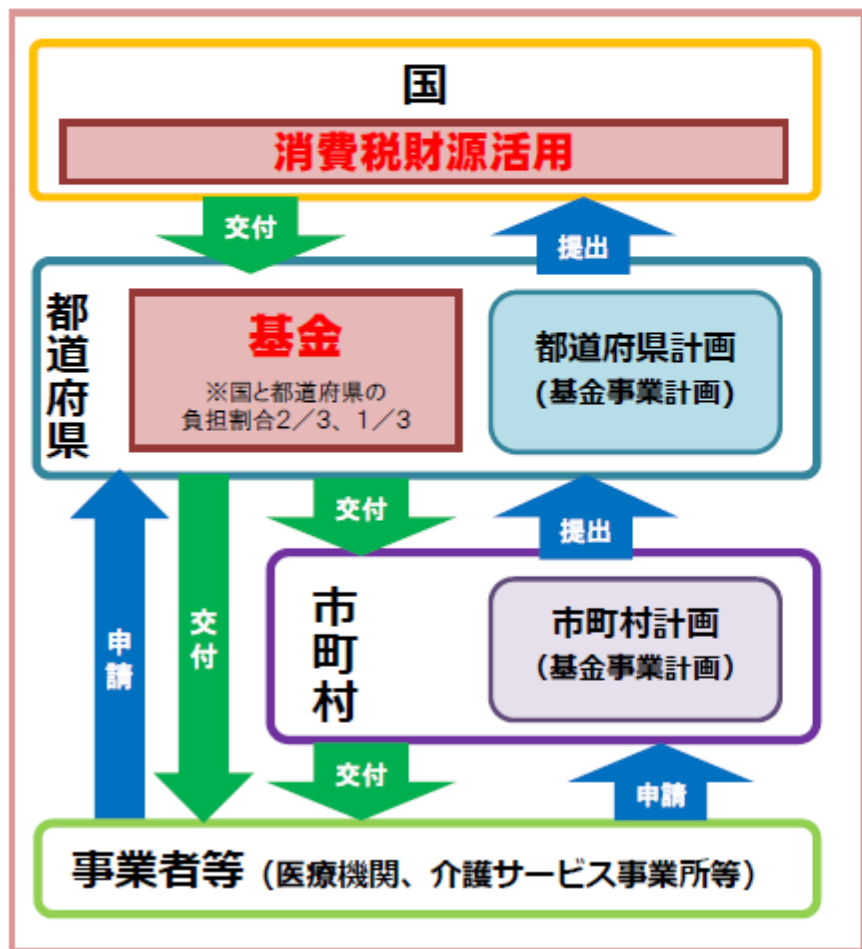 国
消費税財源活用
交付
提出
都道府県
基金
※国と都道府県の
負担割合2／3、1／3
都道府県計画
(基金事業計画)
申請
交付
交付
提出
市町村
市町村計画
（基金事業計画）
交付
申請
事業者等（医療機関、介護サービス事業所等）